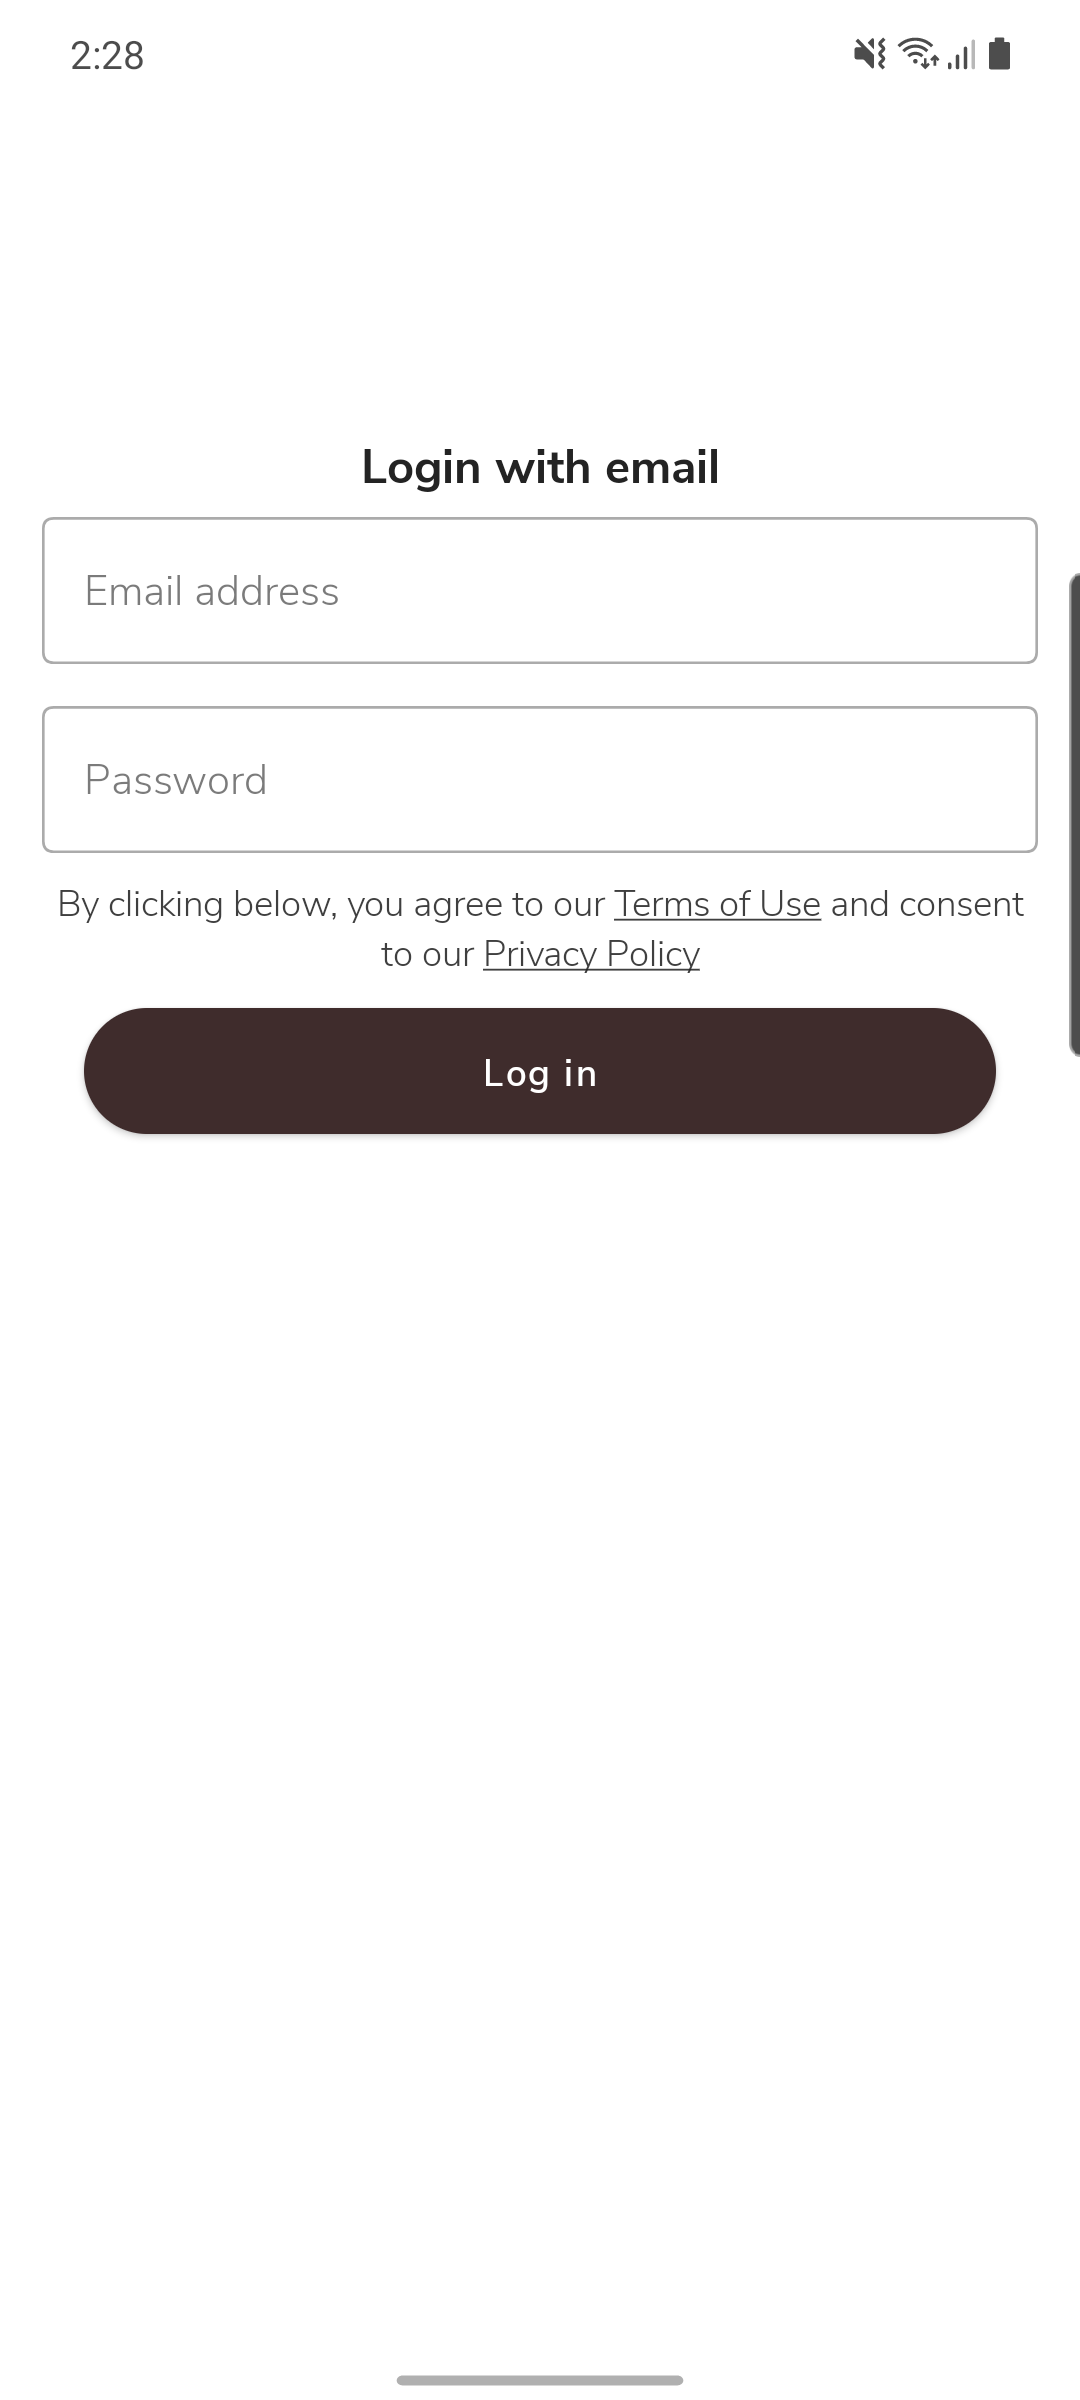 2:28
Login with email
Email address
Password
By clicking below, you agree to our Terms of Use and consent
to our Privacy Policy
Log in